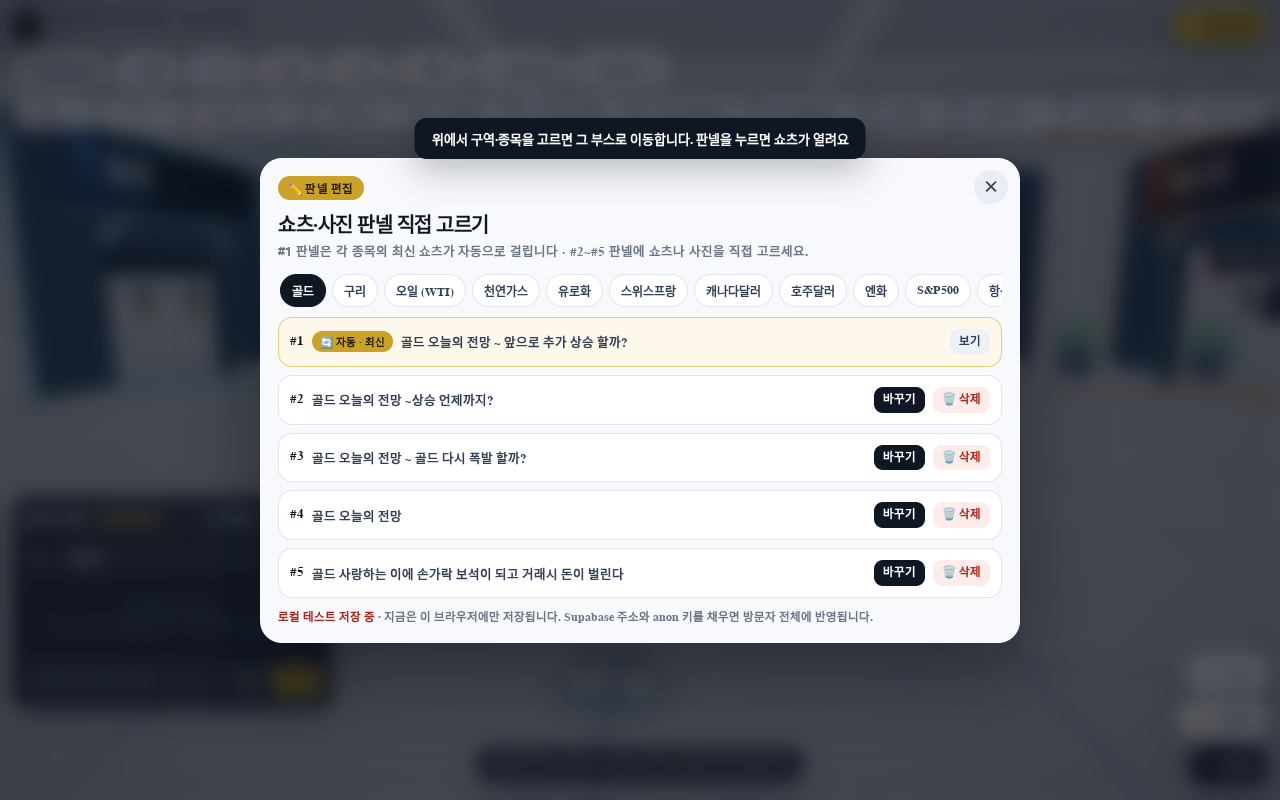 위에서 구역·종목을 고르면 그 부스로 이동합니다. 판넬을 누르면 쇼츠가 열려요
✏️ 판넬 편집
✕
쇼츠·사진 판넬 직접 고르기
#1 판넬은 각 종목의 최신 쇼츠가 자동으로 걸립니다 · #2~#5 판넬에 쇼츠나 사진을 직접 고르세요.
골드 구리 오일 (WTI) 천연가스 유로화 스위스프랑 캐나다달러 호주달러 엔화 S&P500
#1 🔄 자동 · 최신 골드 오늘의 전망 ~ 앞으로 추가 상승 할까? 보기
#2 골드 오늘의 전망 ~상승 언제까지? 바꾸기 🗑️ 삭제
#3 골드 오늘의 전망 ~ 골드 다시 폭발 할까? 바꾸기 🗑️ 삭제
#4 골드 오늘의 전망 바꾸기 🗑️ 삭제
#5 골드 사랑하는 이에 손가락 보석이 되고 거래시 돈이 벌린다 바꾸기 🗑️ 삭제
로컬 테스트 저장 중 · 지금은 이 브라우저에만 저장됩니다. Supabase 주소와 anon 키를 채우면 방문자 전체에 반영됩니다.